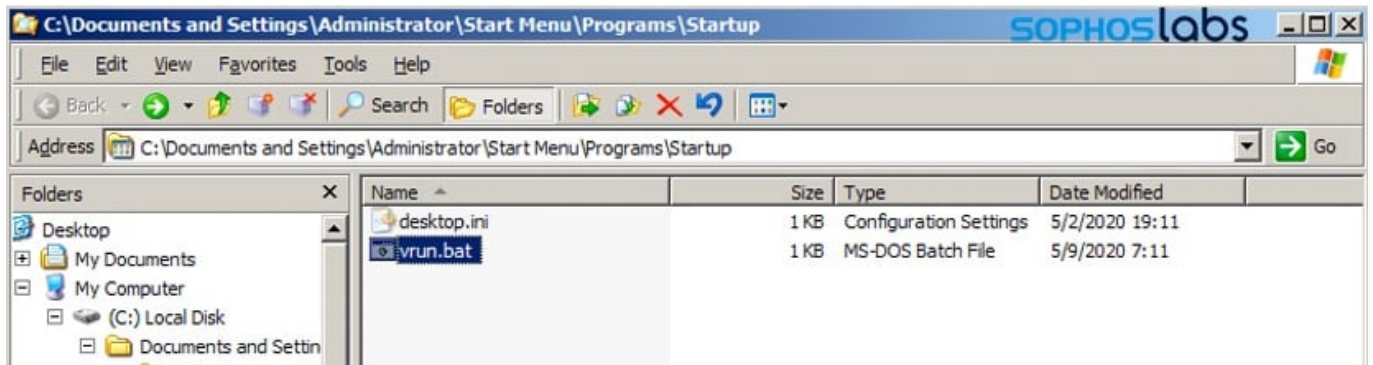 C:\Documents and Settings\Administrator\Start Menu\Programs\Startup SOPHOSlabs
File Edit View Favorites Tools Help
Back Search Folders
Address C:\Documents and Settings\Administrator\Start Menu\Programs\Startup Go
Folders Name Size Type Date Modified
Desktop desktop.ini 1 KB Configuration Settings 5/2/2020 19:11
My Documents vrun.bat 1 KB MS-DOS Batch File 5/9/2020 7:11
My Computer
(C:) Local Disk
Documents and Settin